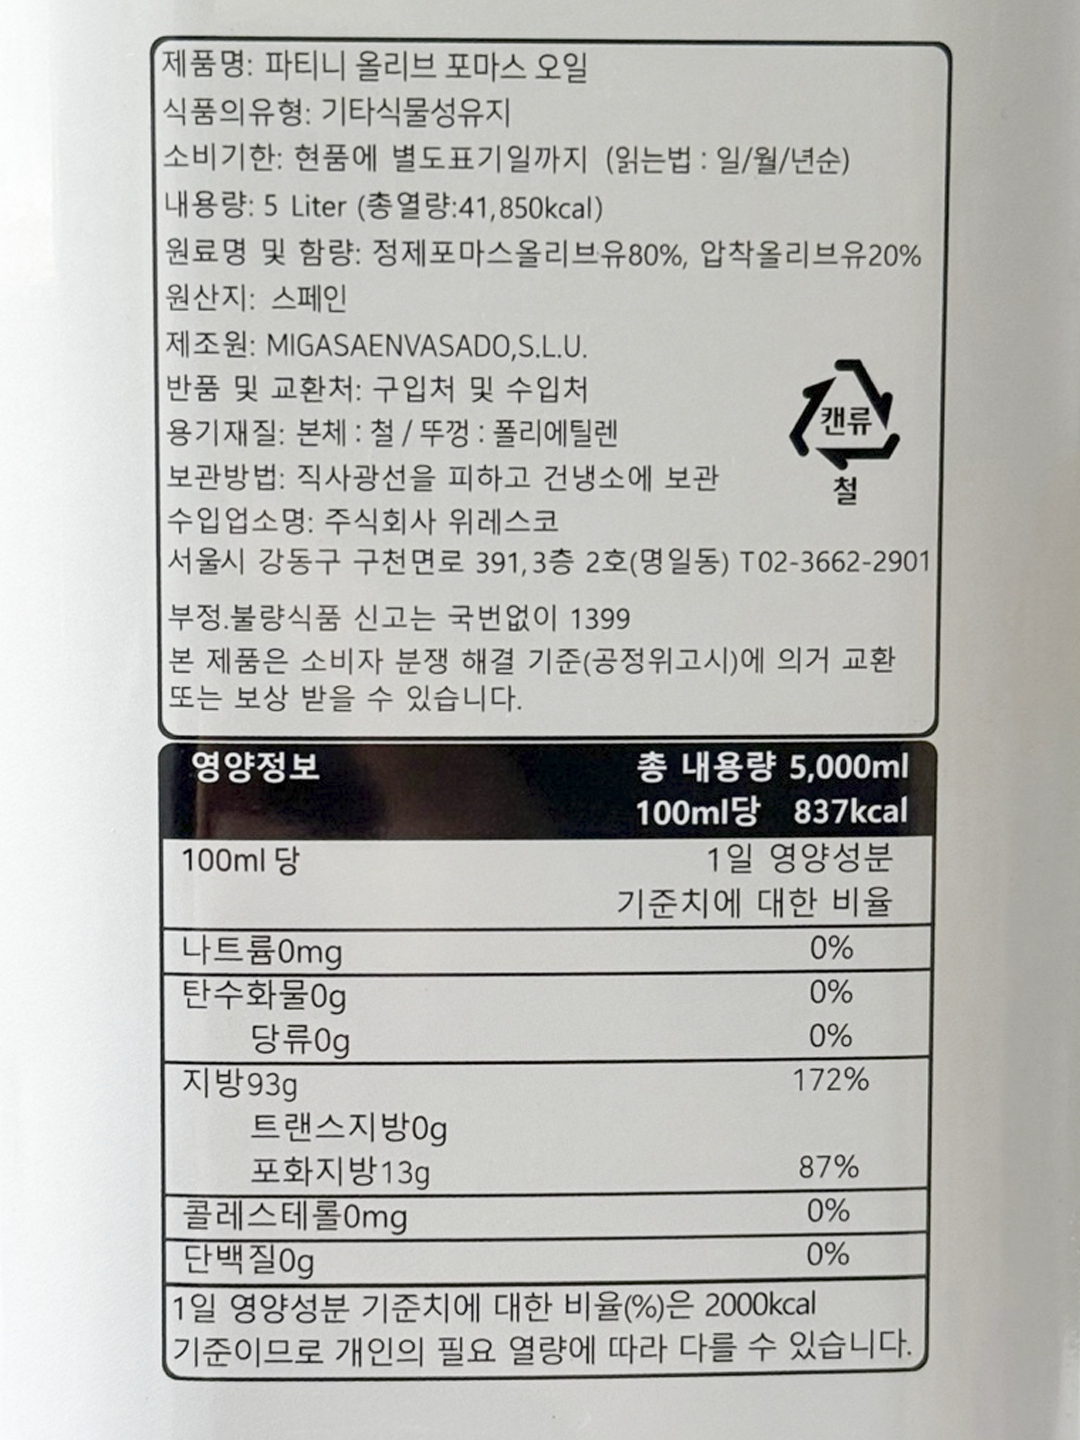 제품명: 파티니 올리브 포마스 오일
식품의유형: 기타식물성유지
소비기한: 현품에 별도표기일까지 (읽는법 : 일/월/년순)
내용량: 5 Liter (총열량:41,850kcal)
원료명 및 함량: 정제포마스올리브유80%, 압착올리브유20%
원산지: 스페인
제조원: MIGASAENVASADO,S.L.U.
반품 및 교환처: 구입처 및 수입처
용기재질: 본체 : 철 / 뚜껑 : 폴리에틸렌
보관방법: 직사광선을 피하고 건냉소에 보관
캔류
철
수입업소명: 주식회사 위레스코
서울시 강동구 구천면로 391, 3층 2호(명일동) T 02-3662-2901
부정.불량식품 신고는 국번없이 1399
본 제품은 소비자 분쟁 해결 기준(공정위고시)에 의거 교환
또는 보상 받을 수 있습니다.
영양정보 총 내용량 5,000ml
100ml당 837kcal
100ml 당 1일 영양성분
기준치에 대한 비율
나트륨0mg 0%
탄수화물0g 0%
당류0g 0%
지방93g 172%
트랜스지방0g
포화지방13g 87%
콜레스테롤0mg 0%
단백질0g 0%
1일 영양성분 기준치에 대한 비율(%)은 2000kcal
기준이므로 개인의 필요 열량에 따라 다를 수 있습니다.